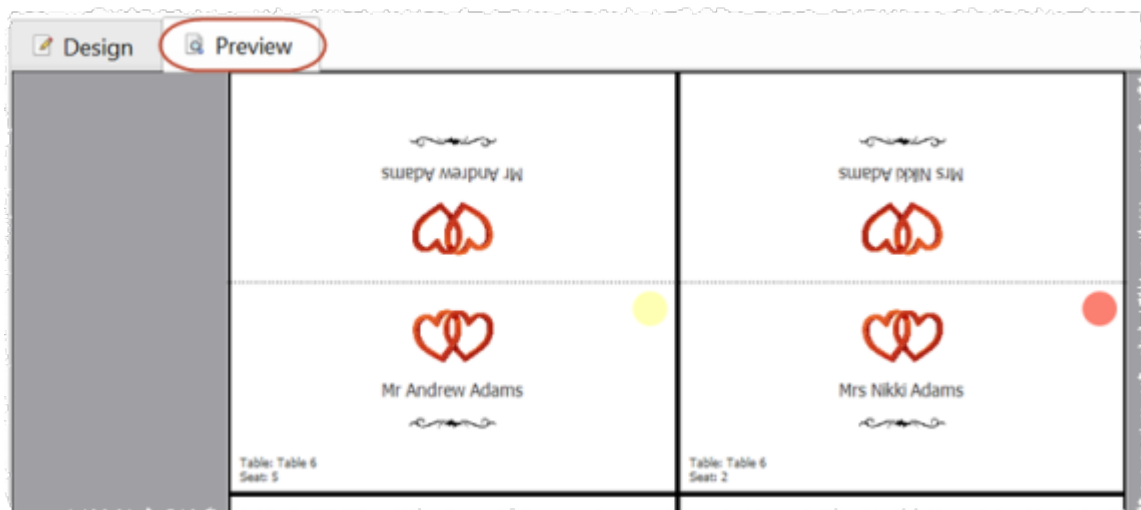 Design
Preview
Mr Andrew Adams
Mrs Nikki Adams
Mr Andrew Adams
Mrs Nikki Adams
Table: Table 6
Seat: 5
Table: Table 6
Seat: 2